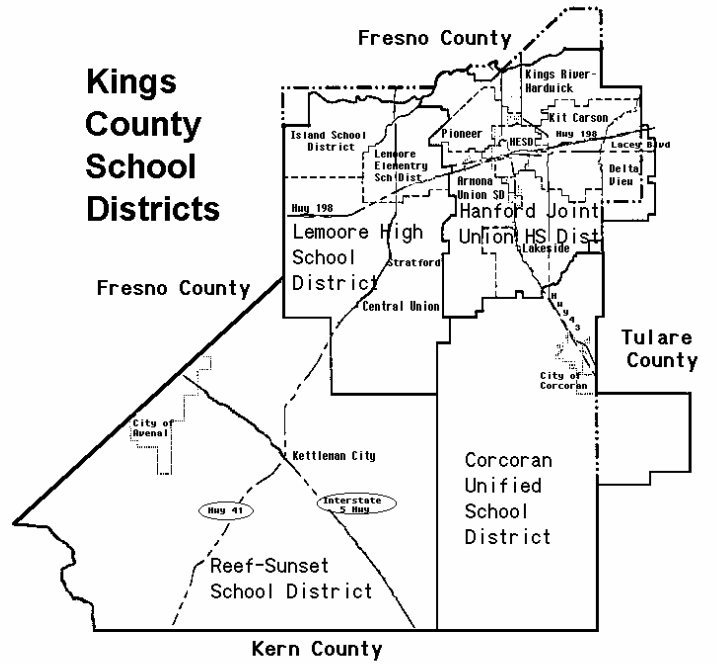 Fresno County
Kings
County
School
Districts
Kings River-
Hardwick
Kit Carson
Island School
District
Pioneer
HESD
Hwy 198
Lacey Blvd
Lemoore
Elementry
Sch Dist.
Armona
Union SD
Delta
View
Hwy 198
Hanford Joint
Union HS Dist
Lemoore High
School
District
Lakeside
Stratford
Fresno County
Central Union
Hwy 43
Tulare
County
City of
Corcoran
City of
Avenal
Kettleman City
Corcoran
Unified
School
District
Hwy 41
Interstate
5 Hwy
Reef-Sunset
School District
Kern County